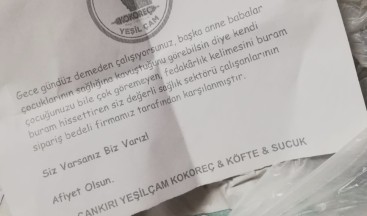 KOKOREÇ
YEŞİLÇAM
Gece gündüz demeden çalışıyorsunuz, başka anne babalar
çocuklarının sağlığına kavuştuğunu görebilsin diye kendi
çocuğunuzu bile çok göremeyen, fedakârlık kelimesini buram
buram hissettiren siz değerli sağlık sektörü çalışanlarının
sipariş bedeli firmamız tarafından karşılanmıştır.
Siz Varsanız Biz Varız!
Afiyet Olsun.
ÇANKIRI YEŞİLÇAM KOKOREÇ & KÖFTE & SUCUK